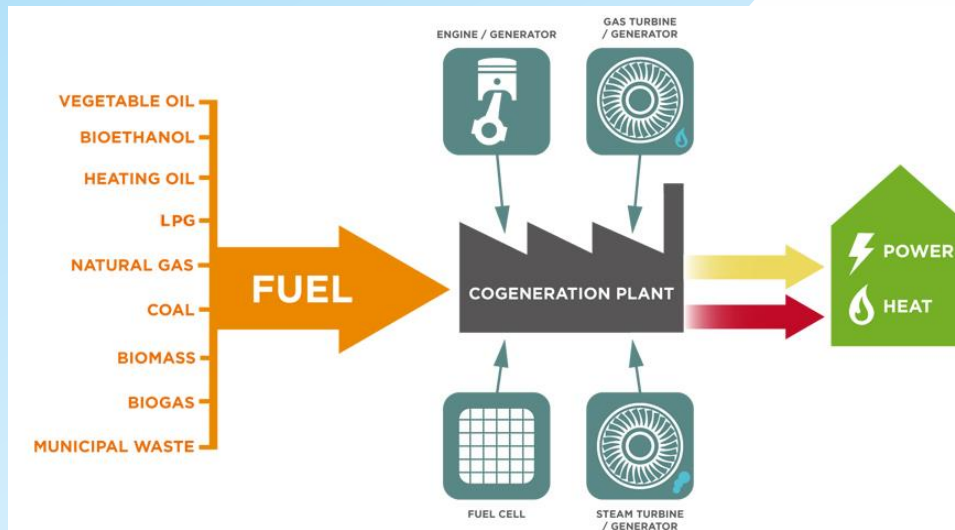 ENGINE / GENERATOR
GAS TURBINE
/ GENERATOR
VEGETABLE OIL
BIOETHANOL
HEATING OIL
LPG
NATURAL GAS
COAL
BIOMASS
BIOGAS
MUNICIPAL WASTE
FUEL
COGENERATION PLANT
POWER
HEAT
FUEL CELL
STEAM TURBINE
/ GENERATOR